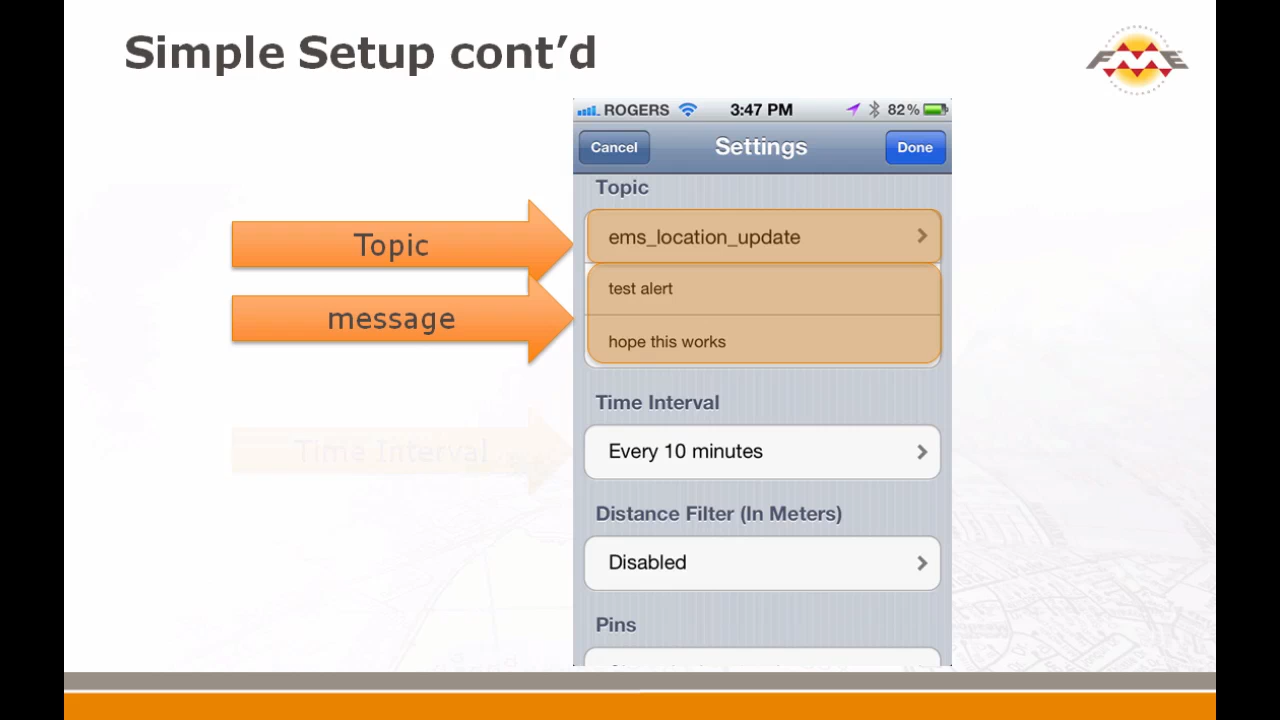 Simple Setup cont’d
FME
ROGERS 3:47 PM 82%
Cancel Settings Done
Topic
Topic
ems_location_update
message
test alert
hope this works
Time Interval
Time Interval
Every 10 minutes
Distance Filter (In Meters)
Disabled
Pins